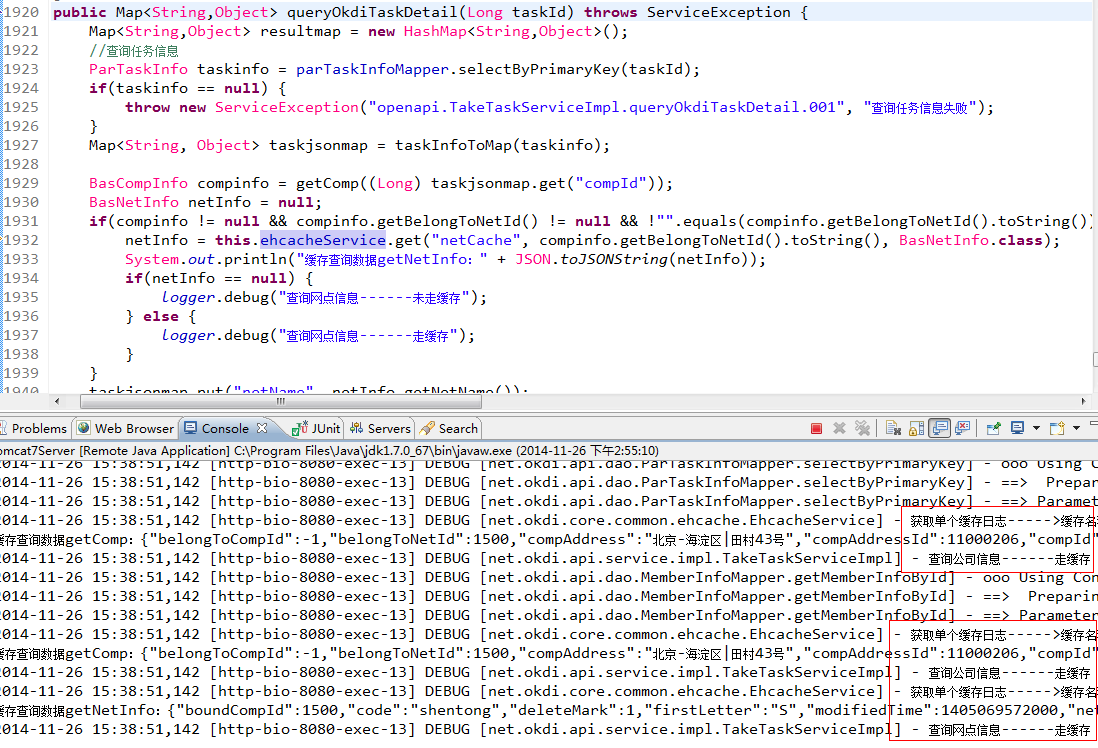 1920 public Map<String,Object> queryOkdiTaskDetail(Long taskId) throws ServiceException {
1921 Map<String,Object> resultmap = new HashMap<String,Object>();
1922 //查询任务信息
1923 ParTaskInfo taskinfo = parTaskInfoMapper.selectByPrimaryKey(taskId);
1924 if(taskinfo == null) {
1925 throw new ServiceException("openapi.TakeTaskServiceImpl.queryOkdiTaskDetail.001", "查询任务信息失败");
1926 }
1927 Map<String, Object> taskjsonmap = taskInfoToMap(taskinfo);
1928
1929 BasCompInfo compinfo = getComp((Long) taskjsonmap.get("compId"));
1930 BasNetInfo netInfo = null;
1931 if(compinfo != null && compinfo.getBelongToNetId() != null && !"".equals(compinfo.getBelongToNetId().toString())
1932 netInfo = this.ehcacheService.get("netCache", compinfo.getBelongToNetId().toString(), BasNetInfo.class);
1933 System.out.println("缓存查询数据getNetInfo：" + JSON.toJSONString(netInfo));
1934 if(netInfo == null) {
1935 logger.debug("查询网点信息------未走缓存");
1936 } else {
1937 logger.debug("查询网点信息------走缓存");
1938 }
1939 }
1940 taskjsonmap.put("netName", netInfo.getNetName());
Problems Web Browser Console JUnit Servers Search
omcat7Server [Remote Java Application] C:\Program Files\Java\jdk1.7.0_67\bin\javaw.exe (2014-11-26 下午2:55:10)
2014-11-26 15:38:51,142 [http-bio-8080-exec-13] DEBUG [net.okdi.api.dao.ParTaskInfoMapper.selectByPrimaryKey] - ooo Using C
2014-11-26 15:38:51,142 [http-bio-8080-exec-13] DEBUG [net.okdi.api.dao.ParTaskInfoMapper.selectByPrimaryKey] - ==> Prepar
2014-11-26 15:38:51,142 [http-bio-8080-exec-13] DEBUG [net.okdi.api.dao.ParTaskInfoMapper.selectByPrimaryKey] - ==> Paramet
2014-11-26 15:38:51,142 [http-bio-8080-exec-13] DEBUG [net.okdi.core.common.ehcache.EhcacheService] - 获取单个缓存日志------>缓存名
缓存查询数据getComp：{"belongToCompId":-1,"belongToNetId":1500,"compAddress":"北京-海淀区|田村43号","compAddressId":11000206,"compId"
2014-11-26 15:38:51,142 [http-bio-8080-exec-13] DEBUG [net.okdi.api.service.impl.TakeTaskServiceImpl] - 查询公司信息------走缓存
2014-11-26 15:38:51,142 [http-bio-8080-exec-13] DEBUG [net.okdi.api.dao.MemberInfoMapper.getMemberInfoById] - ooo Using Con
2014-11-26 15:38:51,142 [http-bio-8080-exec-13] DEBUG [net.okdi.api.dao.MemberInfoMapper.getMemberInfoById] - ==> Preparin
2014-11-26 15:38:51,142 [http-bio-8080-exec-13] DEBUG [net.okdi.api.dao.MemberInfoMapper.getMemberInfoById] - ==> Parameter
2014-11-26 15:38:51,142 [http-bio-8080-exec-13] DEBUG [net.okdi.core.common.ehcache.EhcacheService] - 获取单个缓存日志------>缓存名
缓存查询数据getComp：{"belongToCompId":-1,"belongToNetId":1500,"compAddress":"北京-海淀区|田村43号","compAddressId":11000206,"compId"
2014-11-26 15:38:51,142 [http-bio-8080-exec-13] DEBUG [net.okdi.api.service.impl.TakeTaskServiceImpl] - 查询公司信息------走缓存
2014-11-26 15:38:51,142 [http-bio-8080-exec-13] DEBUG [net.okdi.core.common.ehcache.EhcacheService] - 获取单个缓存日志------>缓存名
缓存查询数据getNetInfo：{"boundCompId":1500,"code":"shentong","deleteMark":1,"firstLetter":"S","modifiedTime":1405069572000,"net
2014-11-26 15:38:51,142 [http-bio-8080-exec-13] DEBUG [net.okdi.api.service.impl.TakeTaskServiceImpl] - 查询网点信息------走缓存